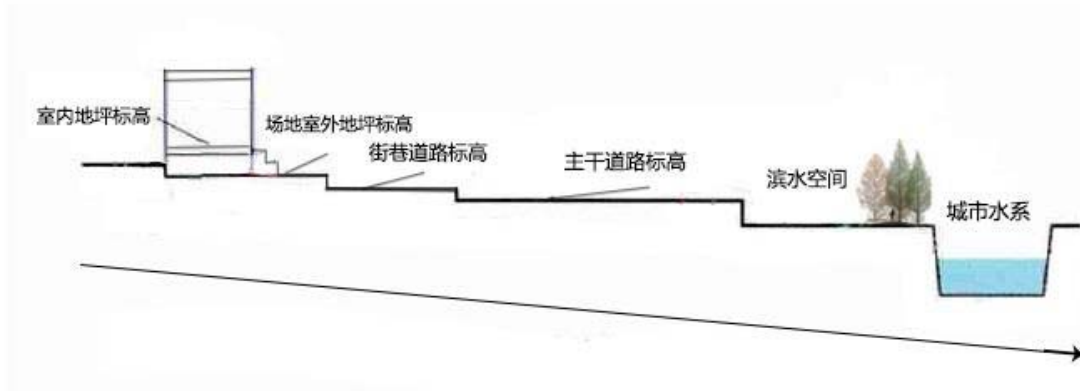 室内地坪标高
场地室外地坪标高
街巷道路标高
主干道路标高
滨水空间
城市水系